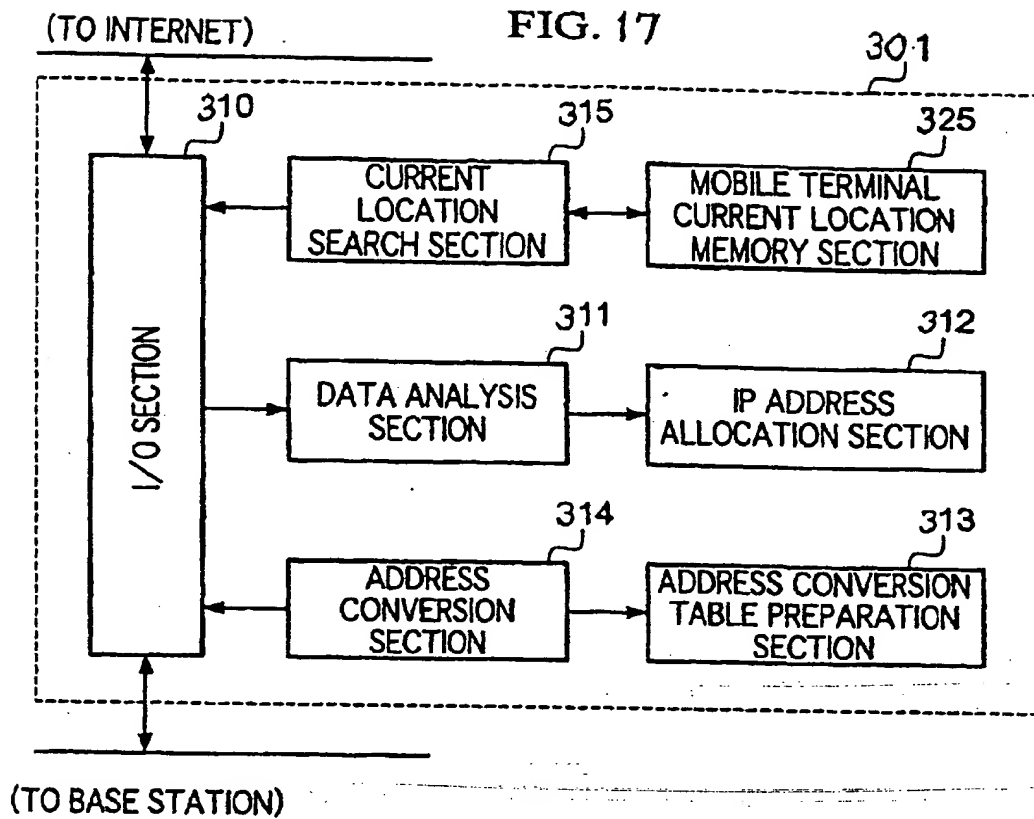 (TO INTERNET)
FIG. 17
301
310
315
325
I/O SECTION
CURRENT
LOCATION
SEARCH SECTION
MOBILE TERMINAL
CURRENT LOCATION
MEMORY SECTION
311
312
DATA ANALYSIS
SECTION
IP ADDRESS
ALLOCATION SECTION
314
313
ADDRESS
CONVERSION
SECTION
ADDRESS CONVERSION
TABLE PREPARATION
SECTION
(TO BASE STATION)